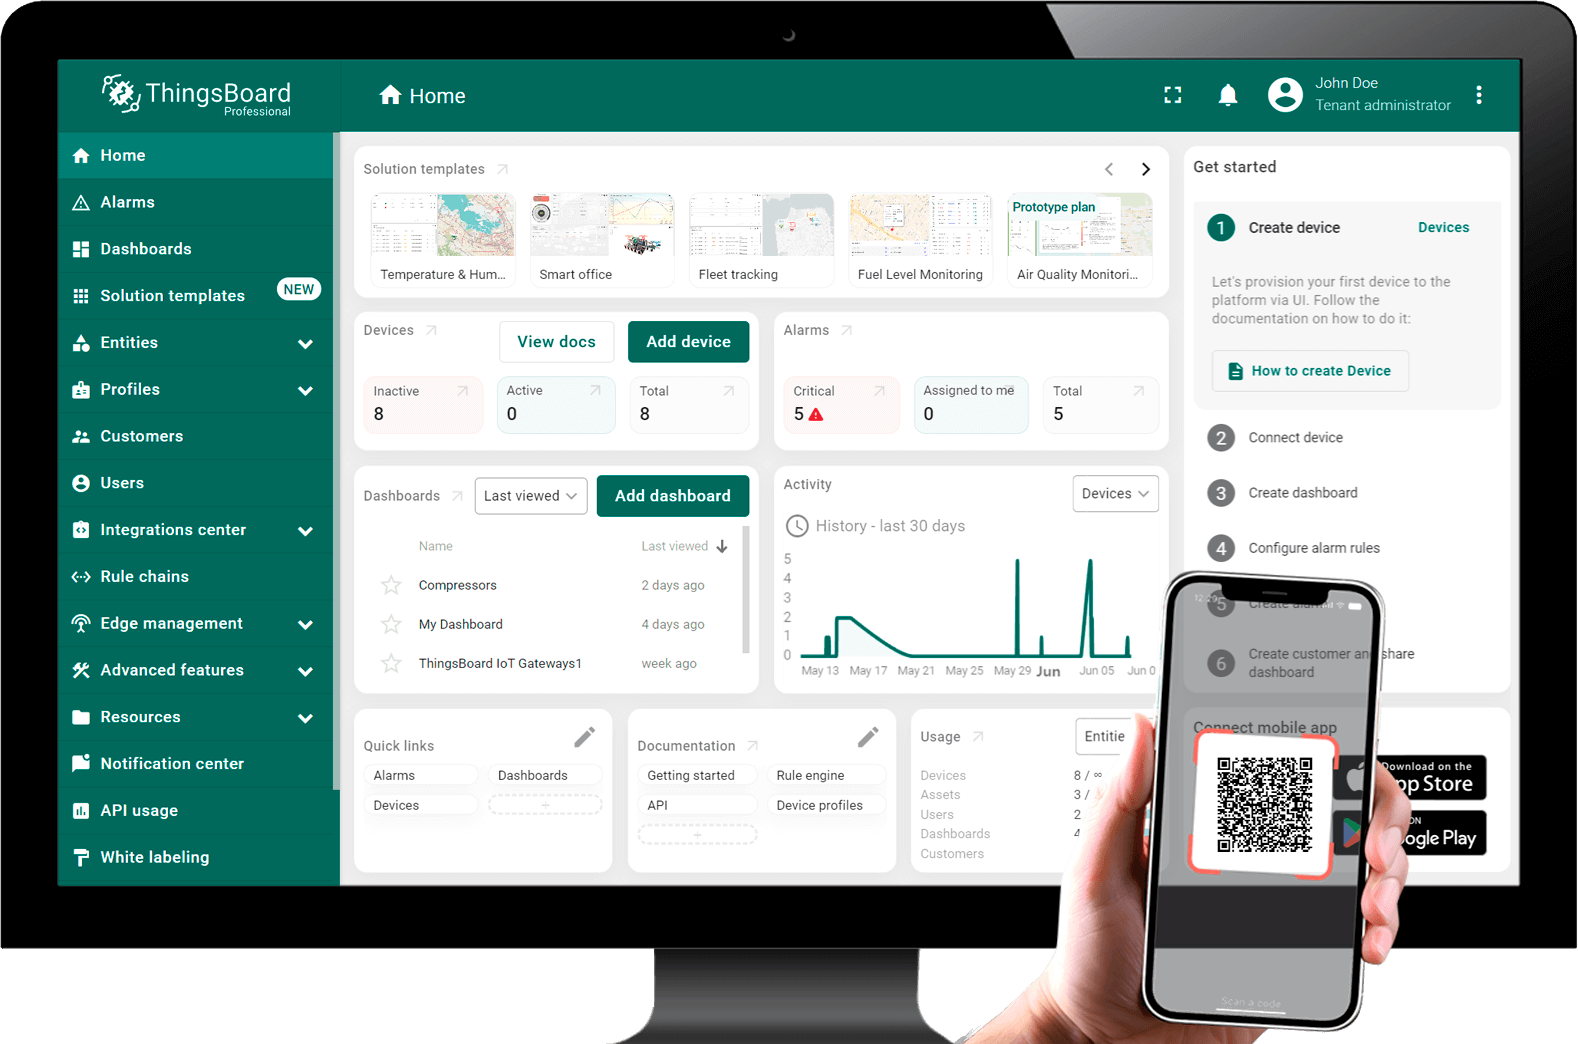 ThingsBoard
Professional
Home
John Doe
Tenant administrator
Home
Alarms
Dashboards
Solution templates
NEW
Entities
Profiles
Customers
Users
Integrations center
Rule chains
Edge management
Advanced features
Resources
Notification center
API usage
White labeling
Solution templates
Temperature & Hum...
Smart office
Fleet tracking
Fuel Level Monitoring
Prototype plan
Air Quality Monitori...
Devices
View docs
Add device
Inactive
8
Active
0
Total
8
Alarms
Critical
5
Assigned to me
0
Total
5
Dashboards
Last viewed
Add dashboard
Name
Last viewed
Compressors
2 days ago
My Dashboard
4 days ago
ThingsBoard IoT Gateways1
week ago
Activity
Devices
History - last 30 days
5
4
3
2
1
0
May 13 May 17 May 21 May 25 May 29 Jun Jun 05 Jun 0
Quick links
Alarms
Dashboards
Devices
+
Documentation
Getting started
Rule engine
API
Device profiles
+
Usage
Entitie
Devices 8 / ∞
Assets 3 /
Users 2
Dashboards 4
Customers
Get started
1 Create device
Devices
Let's provision your first device to the
platform via UI. Follow the
documentation on how to do it:
How to create Device
2 Connect device
3 Create dashboard
4 Configure alarm rules
12:29
5 Create alarm
6 Create customer and share
dashboard
Connect mobile app
Download on the
pp Store
ON
ogle Play
Scan a code